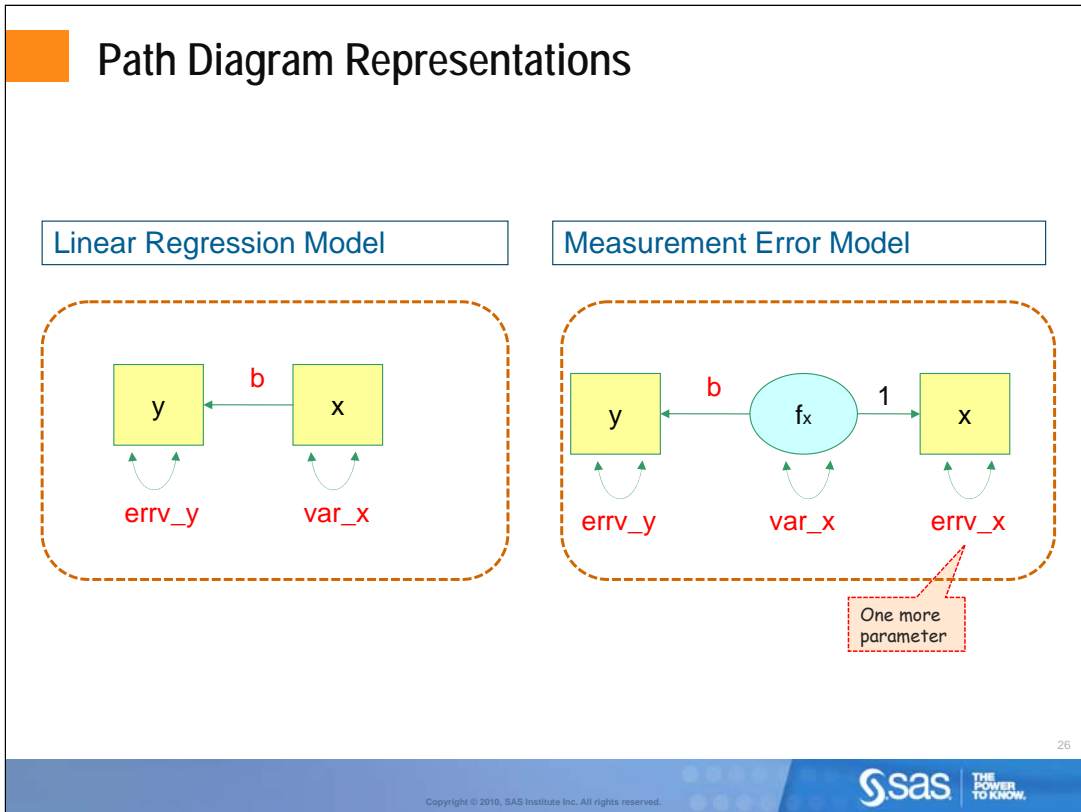 Path Diagram Representations
Linear Regression Model
Measurement Error Model
b
y
x
errv_y
var_x
b
1
y
fx
x
errv_y
var_x
errv_x
One more
parameter
26
Copyright © 2010, SAS Institute Inc. All rights reserved.
sas
THE
POWER
TO KNOW.